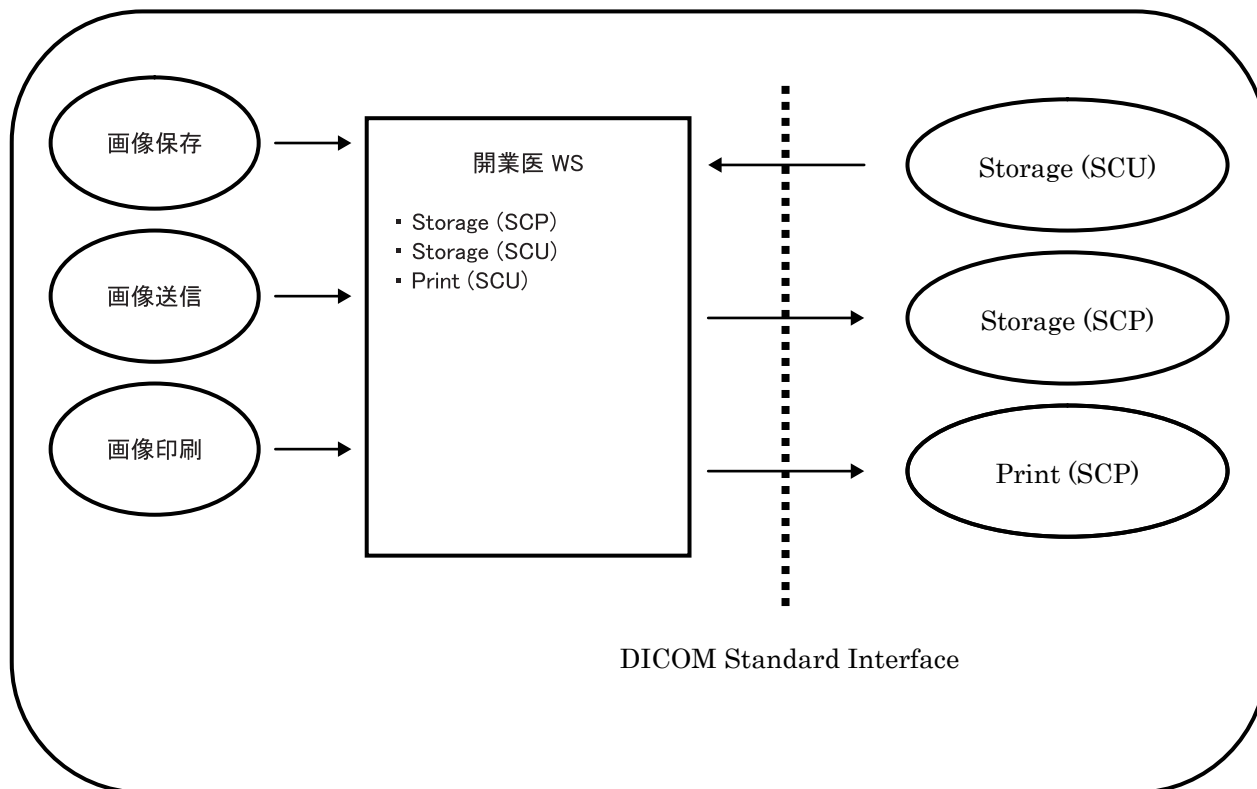 画像保存
画像送信
画像印刷
開業医 WS
▪ Storage (SCP)
▪ Storage (SCU)
▪ Print (SCU)
Storage (SCU)
Storage (SCP)
Print (SCP)
DICOM Standard Interface